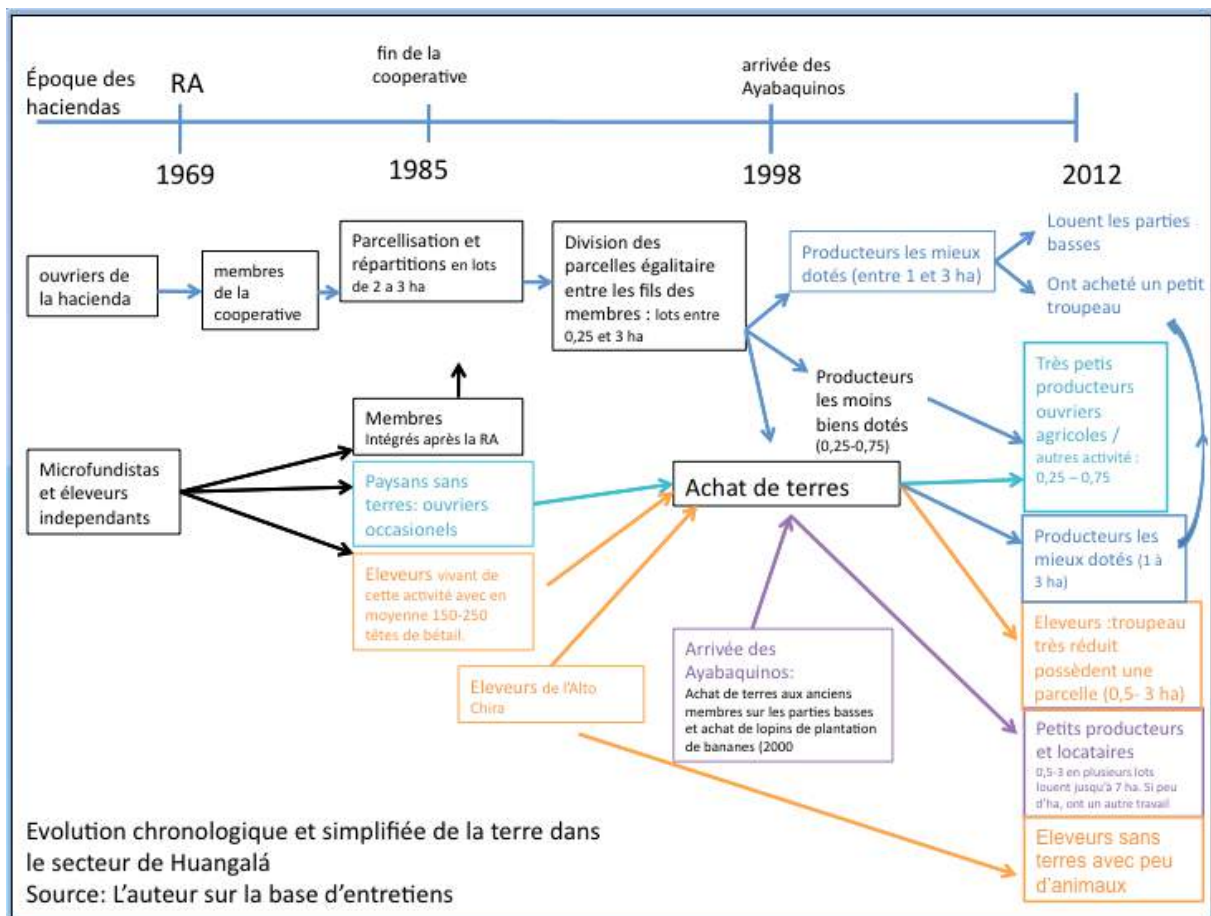 Époque des
haciendas
RA
fin de la
cooperative
arrivée des
Ayabaquinos
1969
1985
1998
2012
ouvriers de
la hacienda
membres
de la
cooperative
Parcellisation et
répartitions en lots
de 2 a 3 ha
Division des
parcelles égalitaire
entre les fils des
membres : lots entre
0,25 et 3 ha
Producteurs les mieux
dotés (entre 1 et 3 ha)
Louent les parties
basses
Ont acheté un petit
troupeau
Producteurs
les moins
biens dotés
(0,25-0,75)
Très petis
producteurs
ouvriers
agricoles /
autres activité :
0,25 – 0,75
Microfundistas
et éleveurs
independants
Membres
Intégrés après la RA
Paysans sans
terres: ouvriers
occasionels
Eleveurs vivant de
cette activité avec en
moyenne 150-250
têtes de bétail.
Achat de terres
Producteurs les
mieux dotés (1 à
3 ha)
Eleveurs de l'Alto
Chira
Arrivée des
Ayabaquinos:
Achat de terres aux anciens
membres sur les parties basses
et achat de lopins de plantation
de bananes (2000
Eleveurs :troupeau
très réduit
possèdent une
parcelle (0,5- 3 ha)
Petits producteurs
et locataires
0,5-3 en plusieurs lots
louent jusqu'à 7 ha. Si peu
d'ha, ont un autre travail
Eleveurs sans
terres avec peu
d'animaux
Evolution chronologique et simplifiée de la terre dans
le secteur de Huangalá
Source: L'auteur sur la base d'entretiens